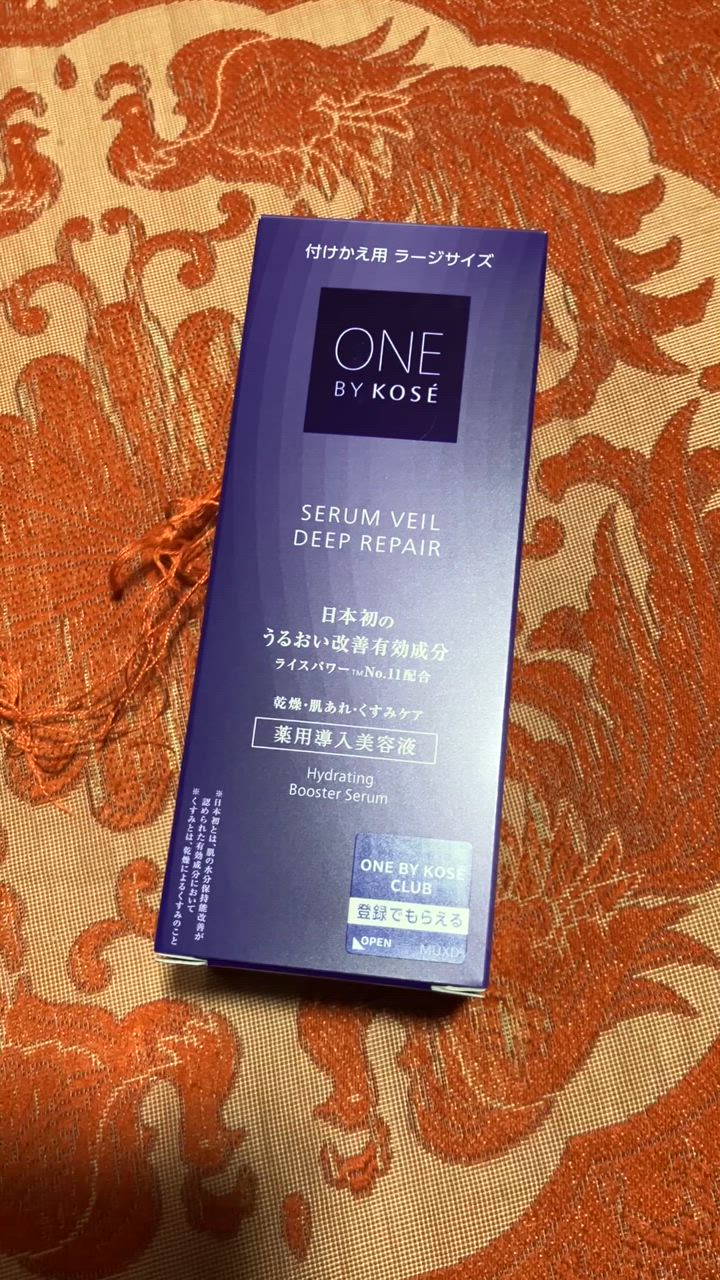 付けかえ用 ラージサイズ
ONE
BY KOSÉ
SERUM VEIL
DEEP REPAIR
日本初の
うるおい改善有効成分
ライスパワー™No.11配合
乾燥・肌あれ・くすみケア
薬用導入美容液
Hydrating
Booster Serum
※日本初とは、肌の水分保持能改善が
認められた有効成分において
※くすみとは、乾燥によるくすみのこと
ONE BY KOSÉ
CLUB
登録でもらえる
OPEN
MUXD